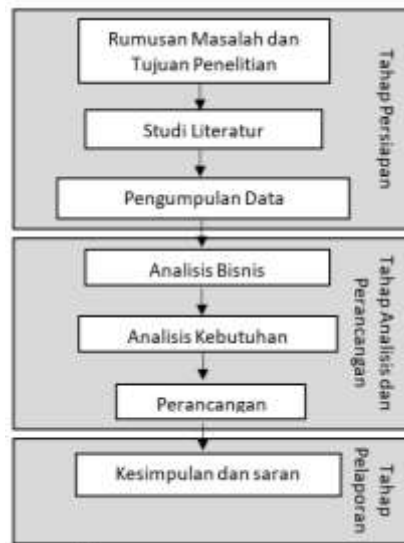 Rumusan Masalah dan
Tujuan Penelitian
Studi Literatur
Pengumpulan Data
Tahap Persiapan
Analisis Bisnis
Analisis Kebutuhan
Perancangan
Tahap Analisis dan
Perancangan
Kesimpulan dan saran
Tahap
Pelaporan